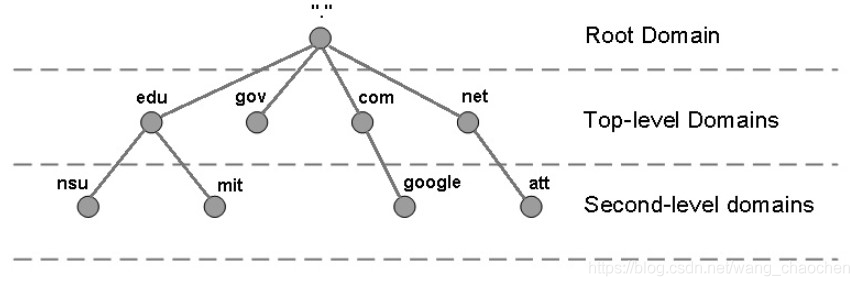 "."
Root Domain
edu gov com net
Top-level Domains
nsu mit google att
Second-level domains
https://blog.csdn.net/wang_chaochen